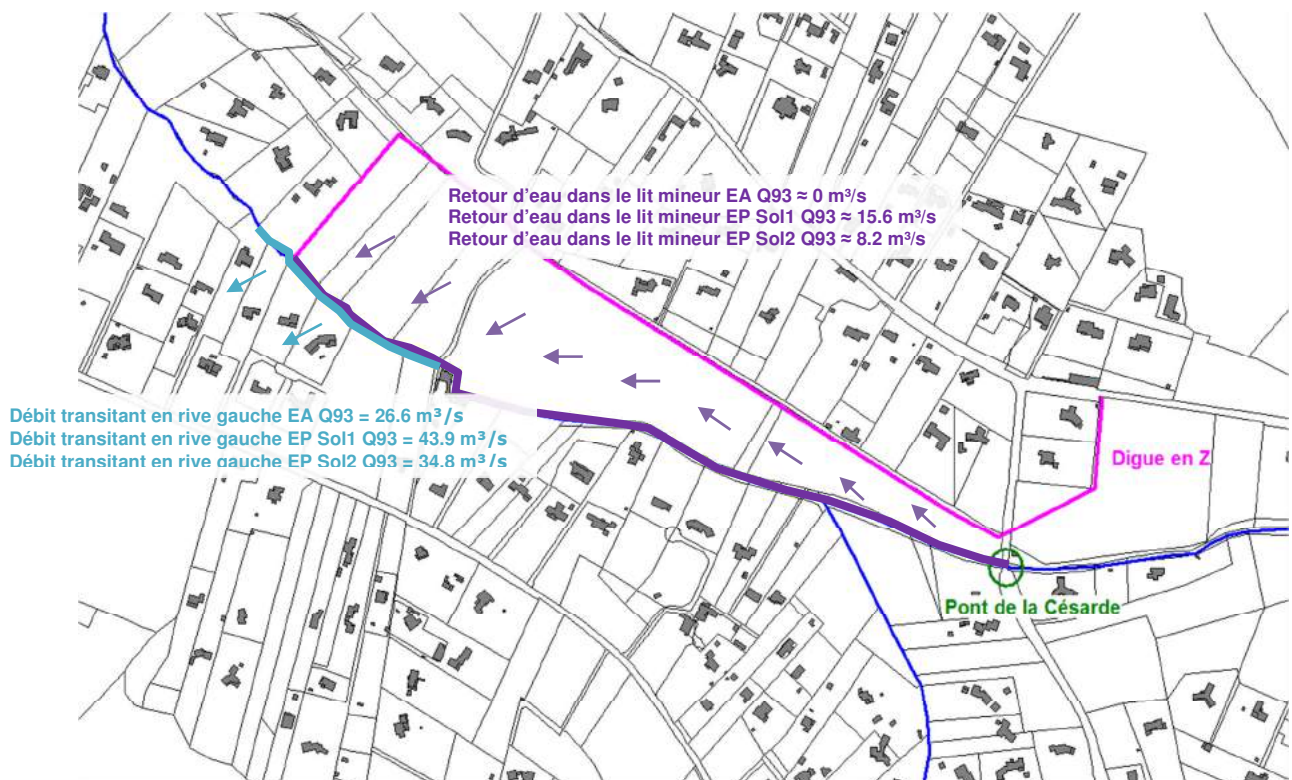 Retour d'eau dans le lit mineur EA Q93 ≈ 0 m³/s
Retour d'eau dans le lit mineur EP Sol1 Q93 ≈ 15.6 m³/s
Retour d'eau dans le lit mineur EP Sol2 Q93 ≈ 8.2 m³/s
Débit transitant en rive gauche EA Q93 = 26.6 m³/s
Débit transitant en rive gauche EP Sol1 Q93 = 43.9 m³/s
Débit transitant en rive gauche EP Sol2 Q93 = 34.8 m³/s
Digue en Z
Pont de la Césarde